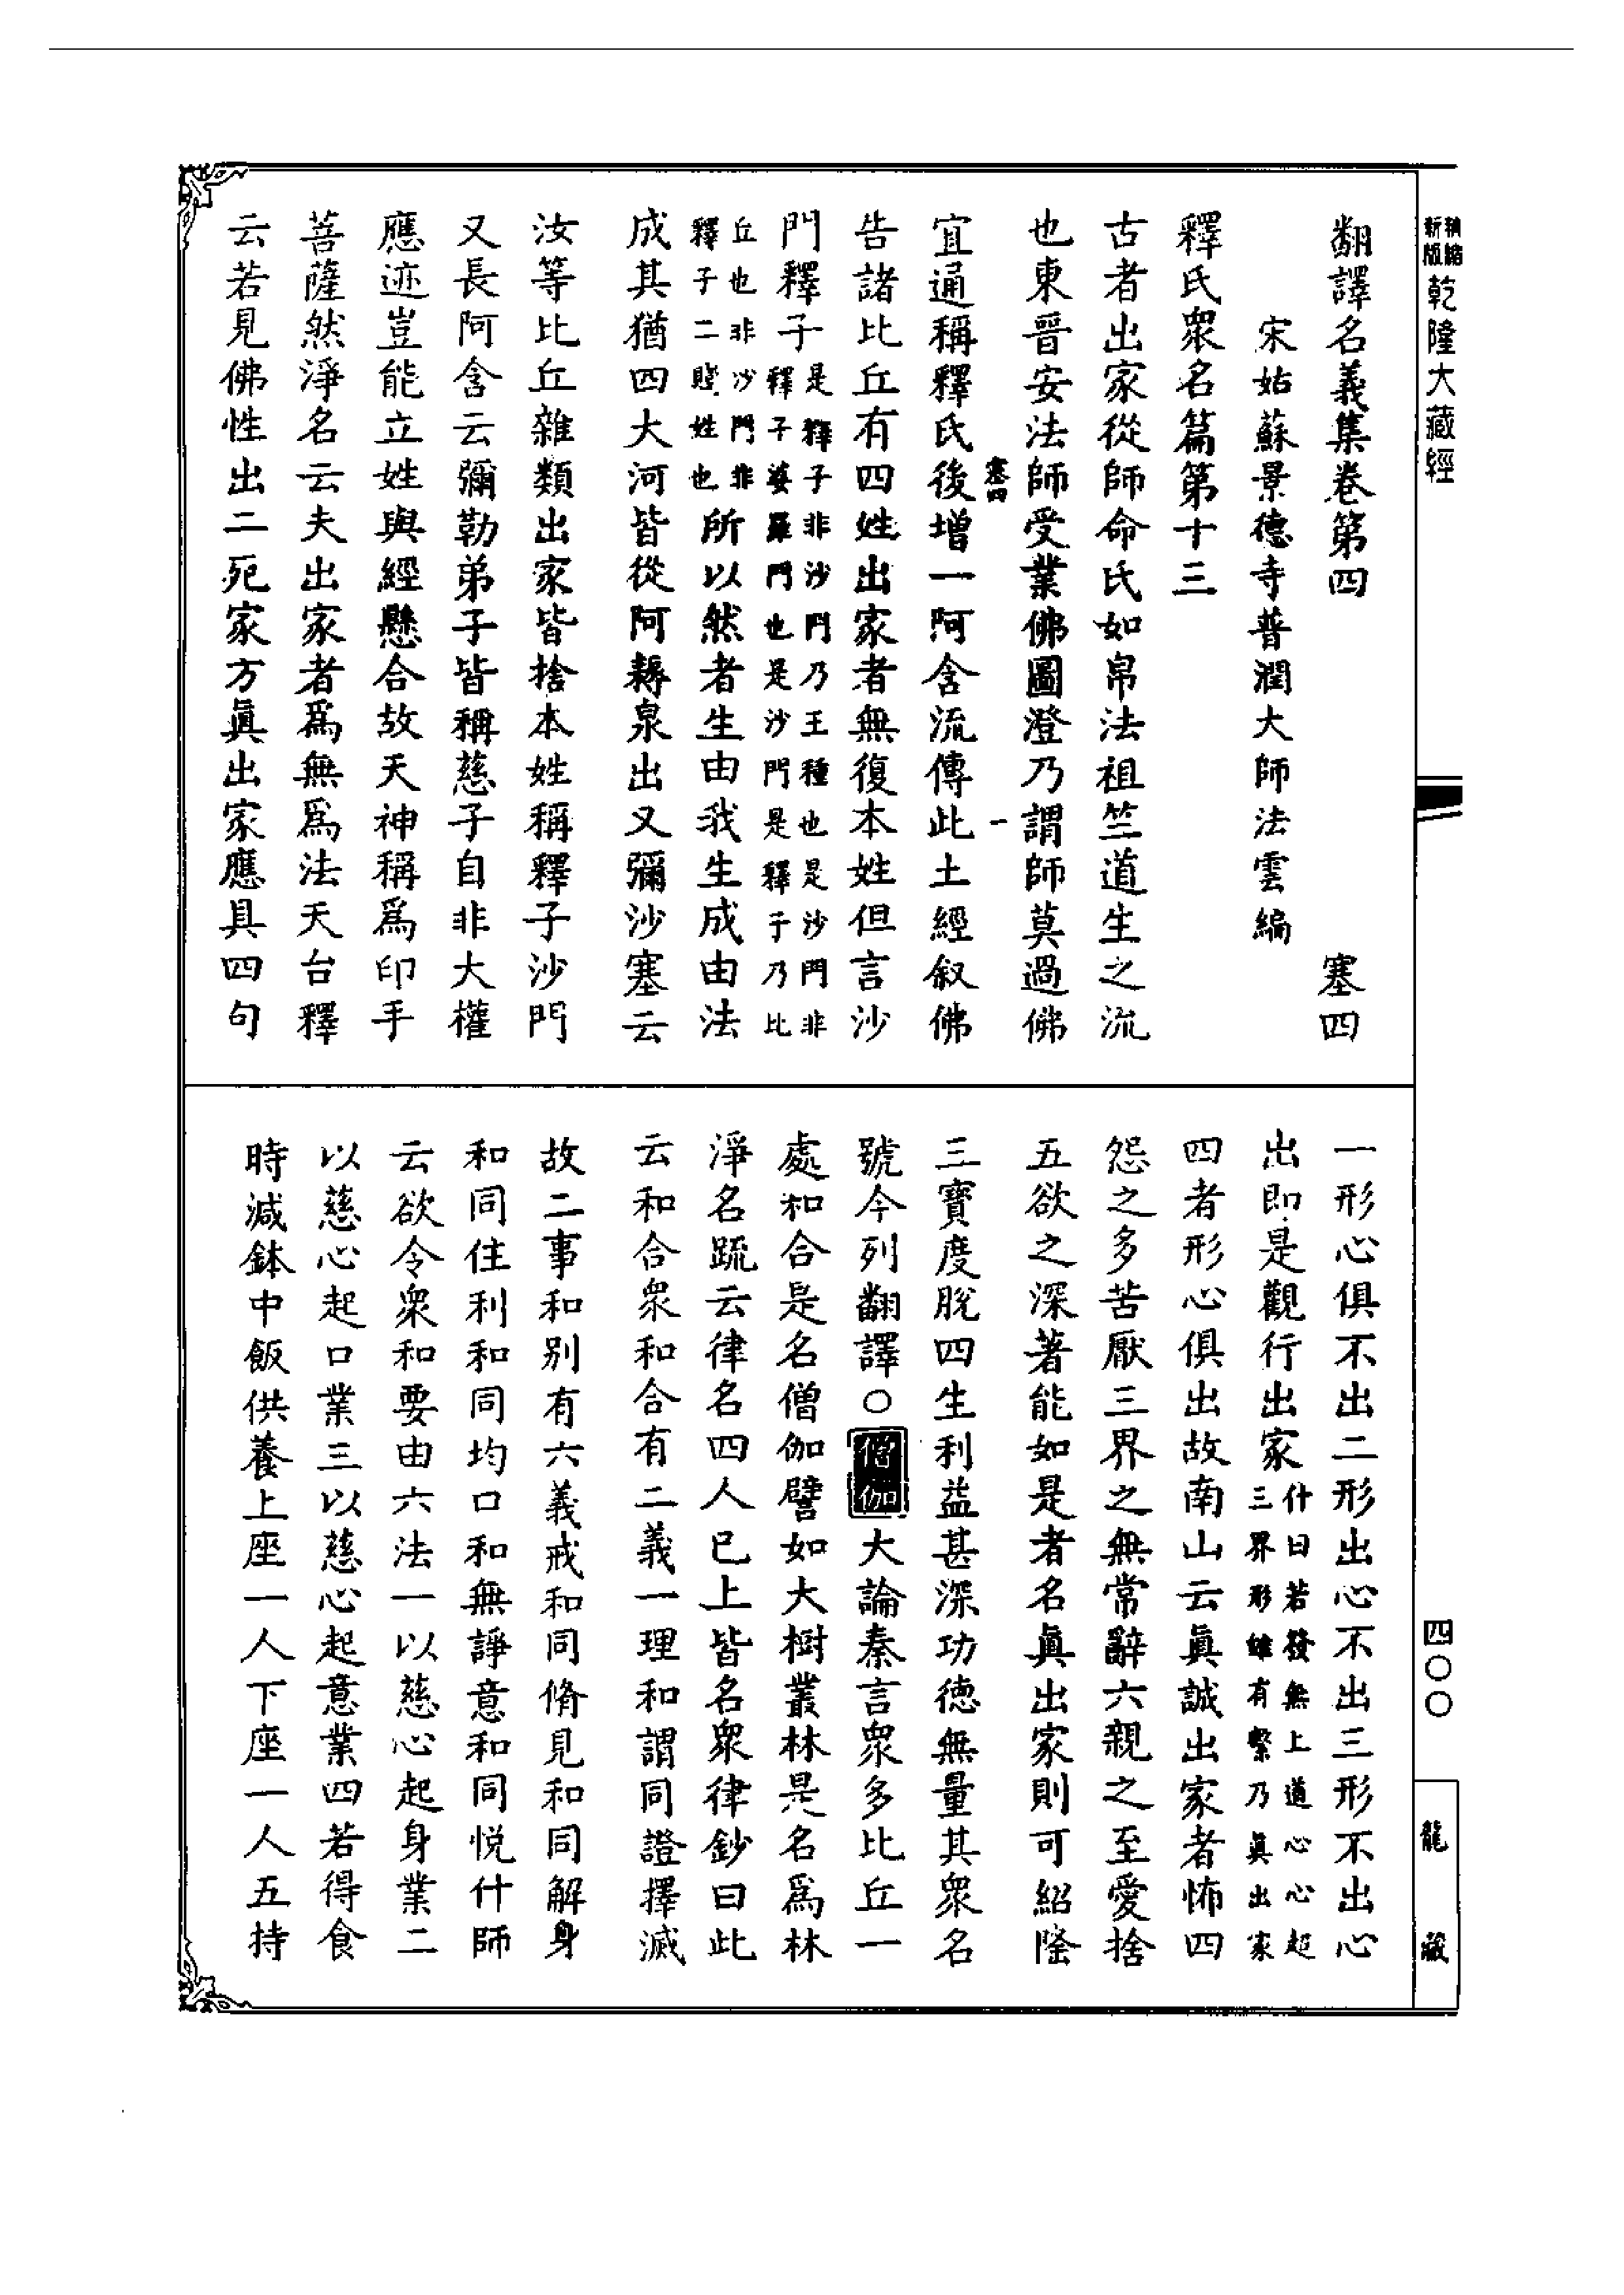 新版精縮乾隆大藏經
四〇〇
龍藏
翻譯名義集卷第四　塞四
宋姑蘇景德寺普潤大師法雲編
釋氏衆名篇第十三
古者出家從師命氏如帛法祖竺道生之流
也東晉安法師受業佛圖澄乃謂師莫過佛
塞四　一
宜通稱釋氏後增一阿含流傳此土經叙佛
告諸比丘有四姓出家者無復本姓但言沙
門釋子是釋子非沙門乃王種也是沙門非釋子婆羅門也是沙門是釋子乃比
丘也非沙門非釋子二賤姓也所以然者生由我生成由法
成其猶四大河皆從阿耨泉出又彌沙塞云
汝等比丘雜類出家皆捨本姓稱釋子沙門
又長阿含云彌勒弟子皆稱慈子自非大權
應迹豈能立姓與經懸合故天神稱爲印手
菩薩然淨名云夫出家者爲無爲法天台釋
云若見佛性出二死家方眞出家應具四句
一形心俱不出二形出心不出三形不出心
出即是觀行出家什曰若發無上道心心超三界形雖有繫乃眞出家
四者形心俱出故南山云眞誠出家者怖四
怨之多苦厭三界之無常辭六親之至愛捨
五欲之深著能如是者名眞出家則可紹隆
三寶度脫四生利益甚深功德無量其衆名
號今列翻譯○僧伽大論秦言衆多比丘一
處和合是名僧伽譬如大樹叢林是名爲林
淨名䟽云律名四人已上皆名衆律鈔曰此
云和合衆和合有二義一理和謂同證擇滅
故二事和別有六義戒和同脩見和同解身
和同住利和同均口和無諍意和同悅什師
云欲令衆和要由六法一以慈心起身業二
以慈心起口業三以慈心起意業四若得食
時減鉢中飯供養上座一人下座一人五持